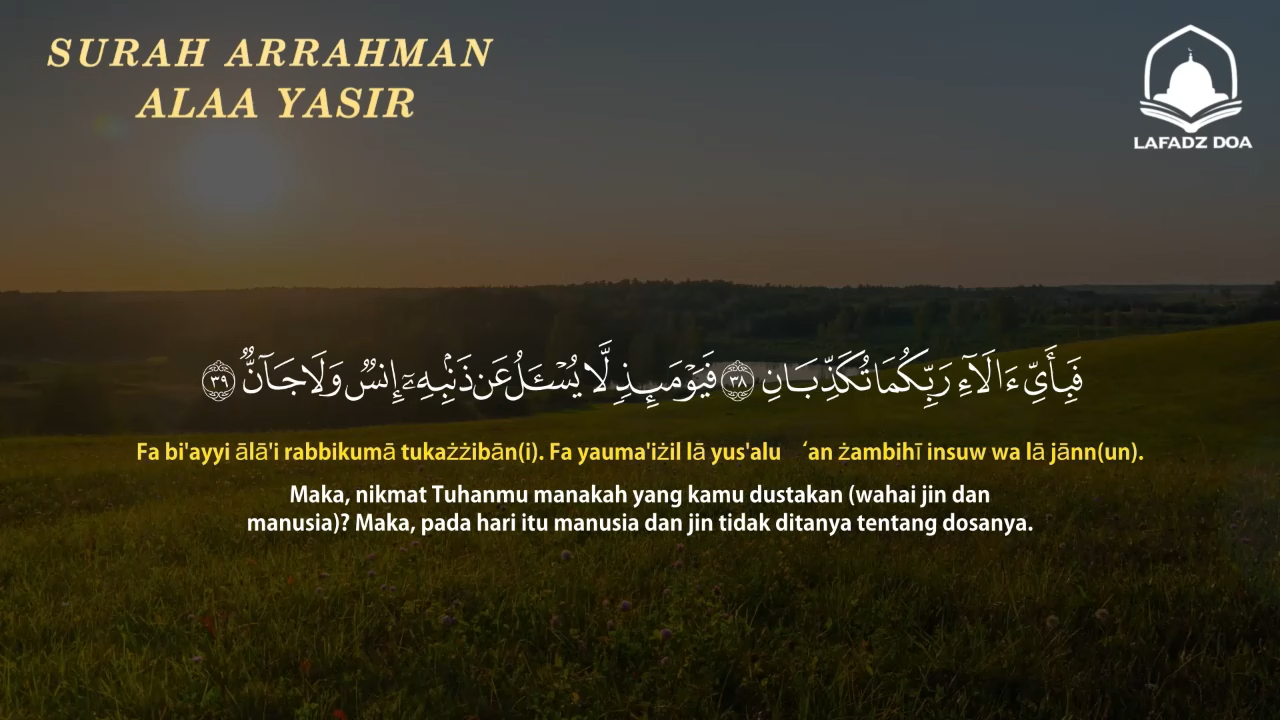 SURAH ARRAHMAN
ALAA YASIR
LAFADZ DOA
فَبِأَيِّ ءَالَآءِ رَبِّكُمَا تُكَذِّبَانِ ٣٨ فَيَوْمَئِذٍ لَّا يُسْـَٔلُ عَن ذَنۢبِهِۦٓ إِنسٌ وَلَا جَآنٌّ ٣٩
Fa bi'ayyi ālā'i rabbikumā tukażżibān(i). Fa yauma'iżil lā yus'alu ‘an żambihī insuw wa lā jānn(un).
Maka, nikmat Tuhanmu manakah yang kamu dustakan (wahai jin dan
manusia)? Maka, pada hari itu manusia dan jin tidak ditanya tentang dosanya.